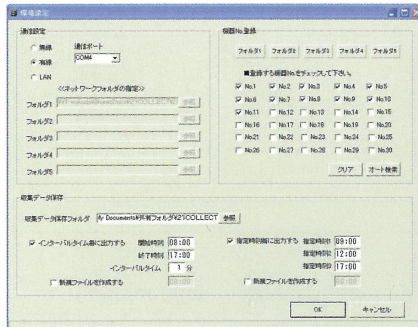 環境設定
通信設定
無線
有線
LAN
通信ポート
COM4
<<ネットワークフォルダの指定>>
フォルダ1 参照
フォルダ2 参照
フォルダ3 参照
フォルダ4 参照
フォルダ5 参照
機器No.登録
フォルダ1 フォルダ2 フォルダ3 フォルダ4 フォルダ5
■登録する機器No.をチェックして下さい。
No.1 No.2 No.3 No.4 No.5
No.6 No.7 No.8 No.9 No.10
No.11 No.12 No.13 No.14 No.15
No.16 No.17 No.18 No.19 No.20
No.21 No.22 No.23 No.24 No.25
No.26 No.27 No.28 No.29 No.30
クリア オート検索
収集データ保存
収集データ保存フォルダ My Documents¥共有フォルダ¥21COLLECT 参照
インターバルタイム毎に出力する 開始時刻 08:00
終了時刻 17:00
インターバルタイム 1 分
新規ファイルを作成する 00:00
指定時刻毎に出力する 指定時刻1 09:00
指定時刻2 12:00
指定時刻3 17:00
新規ファイルを作成する 00:00
OK キャンセル